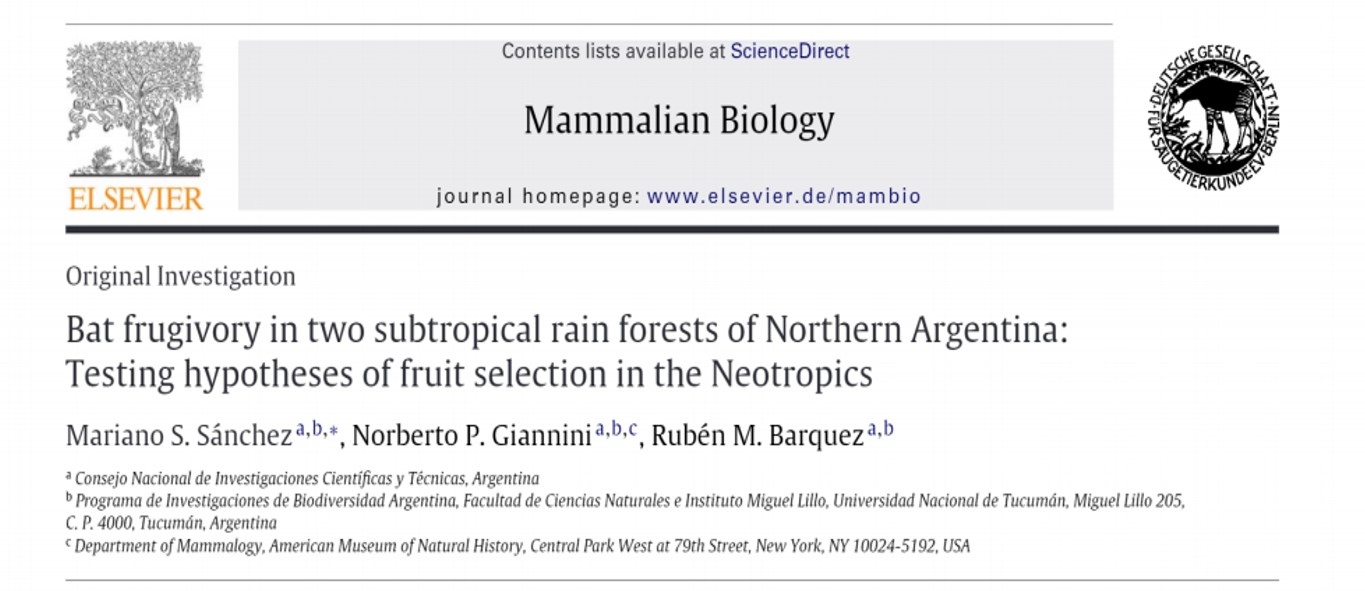 Contents lists available at ScienceDirect
Mammalian Biology
journal homepage: www.elsevier.de/mambio
ELSEVIER
DEUTSCHE GESELLSCHAFT
FÜR SÄUGETIERKUNDE E.V. BERLIN
Original Investigation
Bat frugivory in two subtropical rain forests of Northern Argentina:
Testing hypotheses of fruit selection in the Neotropics
Mariano S. Sánchez a,b,*, Norberto P. Giannini a,b,c, Rubén M. Barquez a,b
a Consejo Nacional de Investigaciones Científicas y Técnicas, Argentina
b Programa de Investigaciones de Biodiversidad Argentina, Facultad de Ciencias Naturales e Instituto Miguel Lillo, Universidad Nacional de Tucumán, Miguel Lillo 205,
C. P. 4000, Tucumán, Argentina
c Department of Mammalogy, American Museum of Natural History, Central Park West at 79th Street, New York, NY 10024-5192, USA